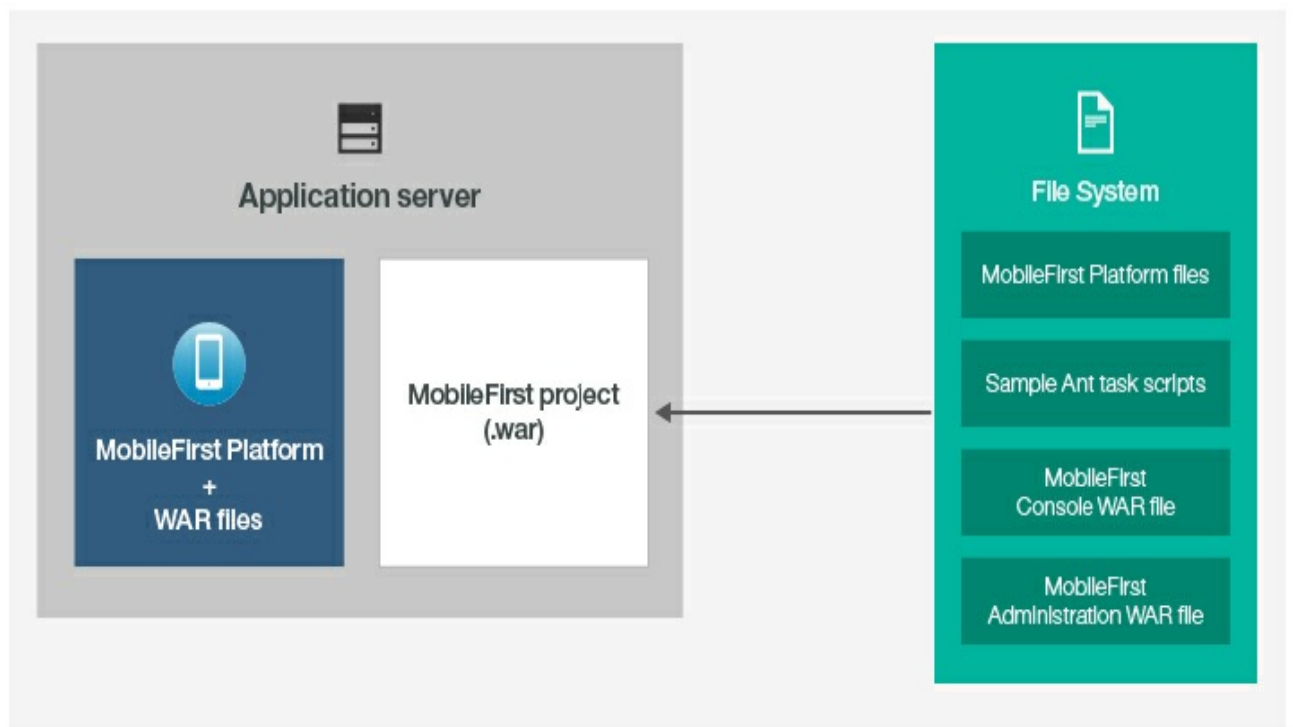 Application server
MobileFirst Platform
+
WAR files
MobileFirst project
(.war)
File System
MobileFirst Platform files
Sample Ant task scripts
MobileFirst
Console WAR file
MobileFirst
Administration WAR file